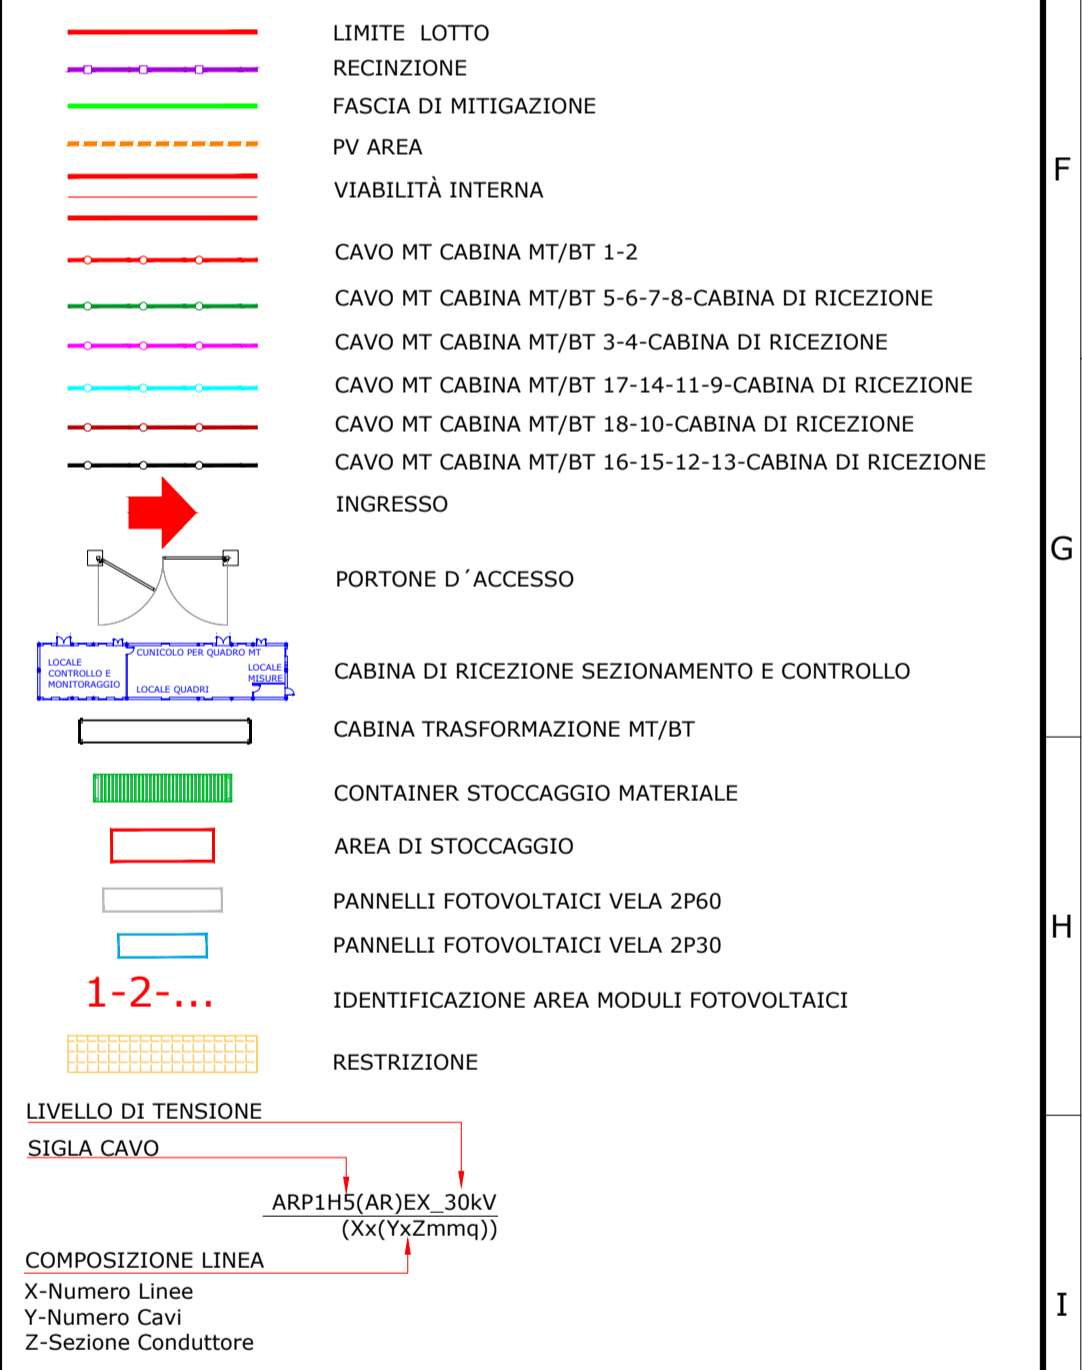 LIMITE LOTTO
RECINZIONE
FASCIA DI MITIGAZIONE
PV AREA
VIABILITÀ INTERNA
CAVO MT CABINA MT/BT 1-2
CAVO MT CABINA MT/BT 5-6-7-8-CABINA DI RICEZIONE
CAVO MT CABINA MT/BT 3-4-CABINA DI RICEZIONE
CAVO MT CABINA MT/BT 17-14-11-9-CABINA DI RICEZIONE
CAVO MT CABINA MT/BT 18-10-CABINA DI RICEZIONE
CAVO MT CABINA MT/BT 16-15-12-13-CABINA DI RICEZIONE
INGRESSO
PORTONE D´ACCESSO
LOCALE
CONTROLLO E
MONITORAGGIO
CUNICOLO PER QUADRO MT
LOCALE QUADRI
LOCALE
MISURE
CABINA DI RICEZIONE SEZIONAMENTO E CONTROLLO
CABINA TRASFORMAZIONE MT/BT
CONTAINER STOCCAGGIO MATERIALE
AREA DI STOCCAGGIO
PANNELLI FOTOVOLTAICI VELA 2P60
PANNELLI FOTOVOLTAICI VELA 2P30
1-2-...
IDENTIFICAZIONE AREA MODULI FOTOVOLTAICI
RESTRIZIONE
LIVELLO DI TENSIONE
SIGLA CAVO
ARP1H5(AR)EX_30kV
(Xx(YxZmmq))
COMPOSIZIONE LINEA
X-Numero Linee
Y-Numero Cavi
Z-Sezione Conduttore
F
G
H
I